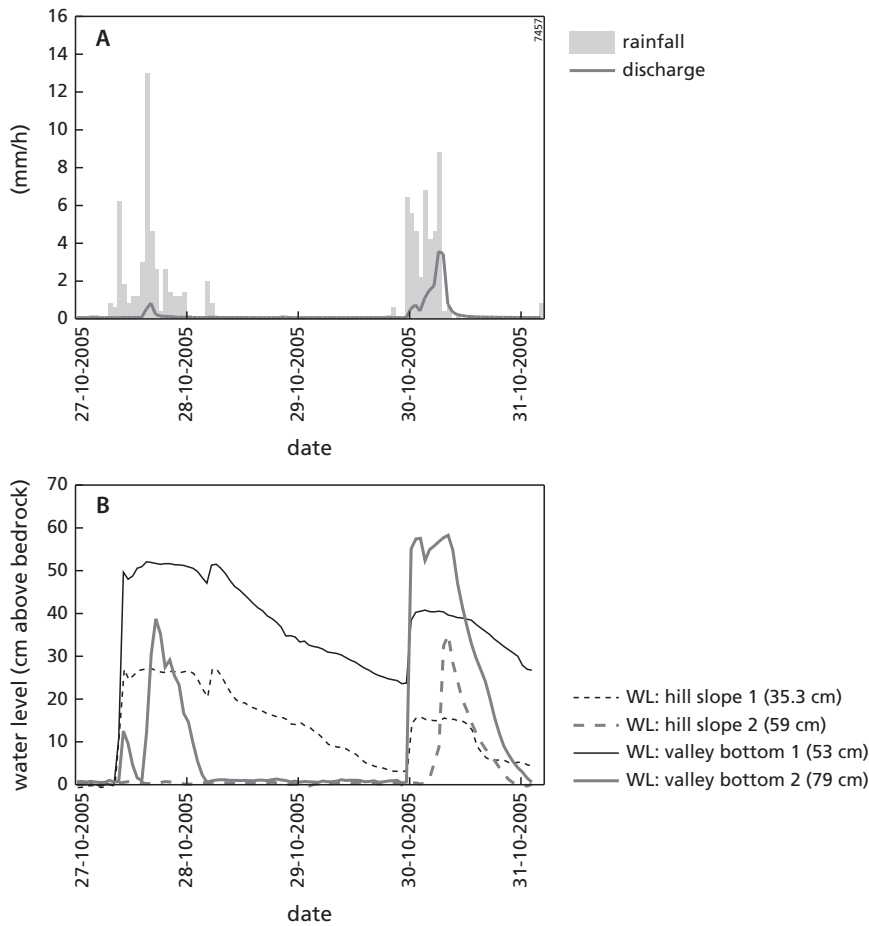 A
7457
(mm/h)
16
14
12
10
8
6
4
2
0
27-10-2005
28-10-2005
29-10-2005
30-10-2005
31-10-2005
date
rainfall
discharge
B
water level (cm above bedrock)
70
60
50
40
30
20
10
0
27-10-2005
28-10-2005
29-10-2005
30-10-2005
31-10-2005
date
WL: hill slope 1 (35.3 cm)
WL: hill slope 2 (59 cm)
WL: valley bottom 1 (53 cm)
WL: valley bottom 2 (79 cm)